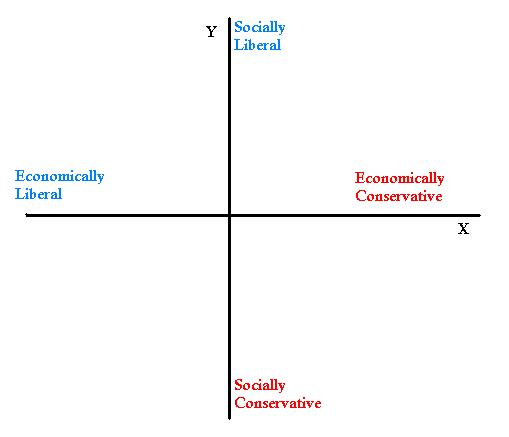 Y
Socially
Liberal
Economically
Liberal
Economically
Conservative
X
Socially
Conservative